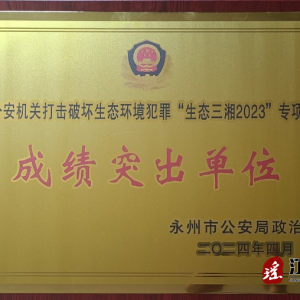 公安机关打击破坏生态环境犯罪“生态三湘2023”专项
成绩突出单位
永州市公安局政治
二〇二四年四月
瑶